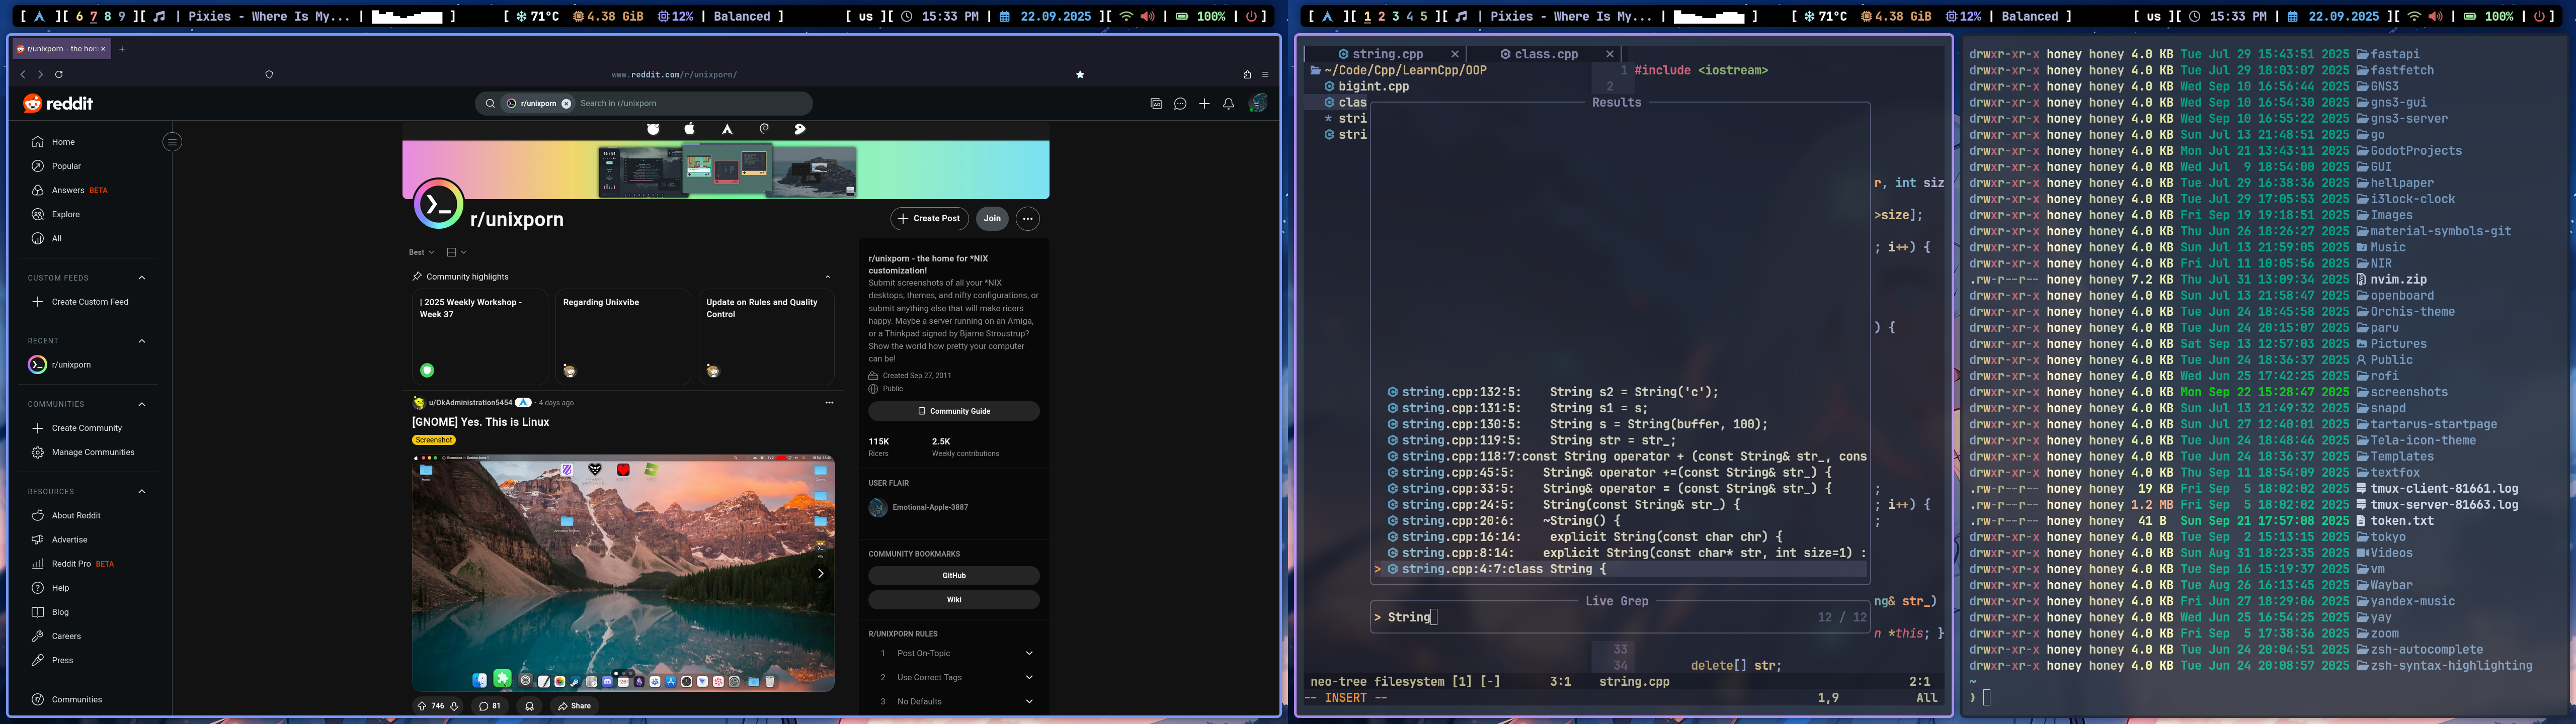 [ ][ 6 7 8 9 ][ | Pixies - Where Is My... | ]
[ 71°C 4.38 GiB 12% | Balanced ]
[ us ][ 15:33 PM | 22.09.2025 ][ | 100% | ]
[ ][ 1 2 3 4 5 ][ | Pixies - Where Is My... | ]
[ 71°C 4.38 GiB 12% | Balanced ]
[ us ][ 15:33 PM | 22.09.2025 ][ | 100% | ]
r/unixporn - the hom
www.reddit.com/r/unixporn/
reddit
r/unixporn
Search in r/unixporn
Home
Popular
Answers BETA
Explore
All
CUSTOM FEEDS
Create Custom Feed
RECENT
r/unixporn
COMMUNITIES
Create Community
Manage Communities
RESOURCES
About Reddit
Advertise
Reddit Pro BETA
Help
Blog
Careers
Press
Communities
r/unixporn
Create Post
Join
Best
Community highlights
| 2025 Weekly Workshop - Week 37
Regarding Unixvibe
Update on Rules and Quality Control
u/OkAdministration5454 • 4 days ago
[GNOME] Yes. This is Linux
Screenshot
746
81
Share
r/unixporn - the home for *NIX
customization!
Submit screenshots of all your *NIX
desktops, themes, and nifty configurations, or
submit anything else that will make ricers
happy. Maybe a server running on an Amiga,
or a Thinkpad signed by Bjarne Stroustrup?
Show the world how pretty your computer
can be!
Created Sep 27, 2011
Public
Community Guide
115K
Ricers
2.5K
Weekly contributions
USER FLAIR
Emotional-Apple-3887
COMMUNITY BOOKMARKS
GitHub
Wiki
R/UNIXPORN RULES
1 Post On-Topic
2 Use Correct Tags
3 No Defaults
string.cpp
class.cpp
~/Code/Cpp/LearnCpp/OOP
bigint.cpp
clas
* stri
stri
1 #include <iostream>
2
Results
r, int siz
>size];
; i++) {
) {
;
; i++) {
;
ng& str_)
n *this; }
string.cpp:132:5: String s2 = String('c');
string.cpp:131:5: String s1 = s;
string.cpp:130:5: String s = String(buffer, 100);
string.cpp:119:5: String str = str_;
string.cpp:118:7:const String operator + (const String& str_, cons
string.cpp:45:5: String& operator +=(const String& str_) {
string.cpp:33:5: String& operator = (const String& str_) {
string.cpp:24:5: String(const String& str_) {
string.cpp:20:6: ~String() {
string.cpp:16:14: explicit String(const char chr) {
string.cpp:8:14: explicit String(const char* str, int size=1) :
> string.cpp:4:7:class String {
Live Grep
> String 12 / 12
33
34 delete[] str;
neo-tree filesystem [1] [-] 3:1 string.cpp 2:1
-- INSERT -- 1,9 All
drwxr-xr-x honey honey 4.0 KB Tue Jul 29 15:43:51 2025 fastapi
drwxr-xr-x honey honey 4.0 KB Tue Jul 29 18:03:07 2025 fastfetch
drwxr-xr-x honey honey 4.0 KB Wed Sep 10 16:56:44 2025 GNS3
drwxr-xr-x honey honey 4.0 KB Wed Sep 10 16:54:30 2025 gns3-gui
drwxr-xr-x honey honey 4.0 KB Wed Sep 10 16:55:22 2025 gns3-server
drwxr-xr-x honey honey 4.0 KB Sun Jul 13 21:48:51 2025 go
drwxr-xr-x honey honey 4.0 KB Mon Jul 21 13:43:11 2025 GodotProjects
drwxr-xr-x honey honey 4.0 KB Wed Jul 9 18:54:00 2025 GUI
drwxr-xr-x honey honey 4.0 KB Tue Jul 29 16:38:36 2025 hellpaper
drwxr-xr-x honey honey 4.0 KB Tue Jul 29 17:05:53 2025 i3lock-clock
drwxr-xr-x honey honey 4.0 KB Fri Sep 19 19:18:51 2025 Images
drwxr-xr-x honey honey 4.0 KB Thu Jun 26 18:26:27 2025 material-symbols-git
drwxr-xr-x honey honey 4.0 KB Sun Jul 13 21:59:05 2025 Music
drwxr-xr-x honey honey 4.0 KB Fri Jul 11 10:05:56 2025 NIR
.rw-r--r-- honey honey 7.2 KB Thu Jul 31 13:09:34 2025 nvim.zip
drwxr-xr-x honey honey 4.0 KB Sun Jul 13 21:58:47 2025 openboard
drwxr-xr-x honey honey 4.0 KB Tue Jun 24 18:45:58 2025 Orchis-theme
drwxr-xr-x honey honey 4.0 KB Tue Jun 24 20:15:07 2025 paru
drwxr-xr-x honey honey 4.0 KB Sat Sep 13 12:57:03 2025 Pictures
drwxr-xr-x honey honey 4.0 KB Tue Jun 24 18:36:37 2025 Public
drwxr-xr-x honey honey 4.0 KB Wed Jun 25 17:42:25 2025 rofi
drwxr-xr-x honey honey 4.0 KB Mon Sep 22 15:28:47 2025 screenshots
drwxr-xr-x honey honey 4.0 KB Sun Jul 13 21:49:32 2025 snapd
drwxr-xr-x honey honey 4.0 KB Sun Jul 27 12:40:01 2025 tartarus-startpage
drwxr-xr-x honey honey 4.0 KB Tue Jun 24 18:48:46 2025 Tela-icon-theme
drwxr-xr-x honey honey 4.0 KB Tue Jun 24 18:36:37 2025 Templates
drwxr-xr-x honey honey 4.0 KB Thu Sep 11 18:54:09 2025 textfox
.rw-r--r-- honey honey 19 KB Fri Sep 5 18:02:02 2025 tmux-client-81661.log
.rw-r--r-- honey honey 1.2 MB Fri Sep 5 18:02:02 2025 tmux-server-81663.log
.rw-r--r-- honey honey 41 B Sun Sep 21 17:57:08 2025 token.txt
drwxr-xr-x honey honey 4.0 KB Tue Sep 2 15:13:15 2025 tokyo
drwxr-xr-x honey honey 4.0 KB Sun Aug 31 18:23:35 2025 Videos
drwxr-xr-x honey honey 4.0 KB Tue Sep 16 15:19:37 2025 vm
drwxr-xr-x honey honey 4.0 KB Tue Aug 26 16:13:45 2025 Waybar
drwxr-xr-x honey honey 4.0 KB Fri Jun 27 18:29:06 2025 yandex-music
drwxr-xr-x honey honey 4.0 KB Wed Jun 25 16:54:25 2025 yay
drwxr-xr-x honey honey 4.0 KB Fri Sep 5 17:38:36 2025 zoom
drwxr-xr-x honey honey 4.0 KB Tue Jun 24 20:04:51 2025 zsh-autocomplete
drwxr-xr-x honey honey 4.0 KB Tue Jun 24 20:08:57 2025 zsh-syntax-highlighting
~